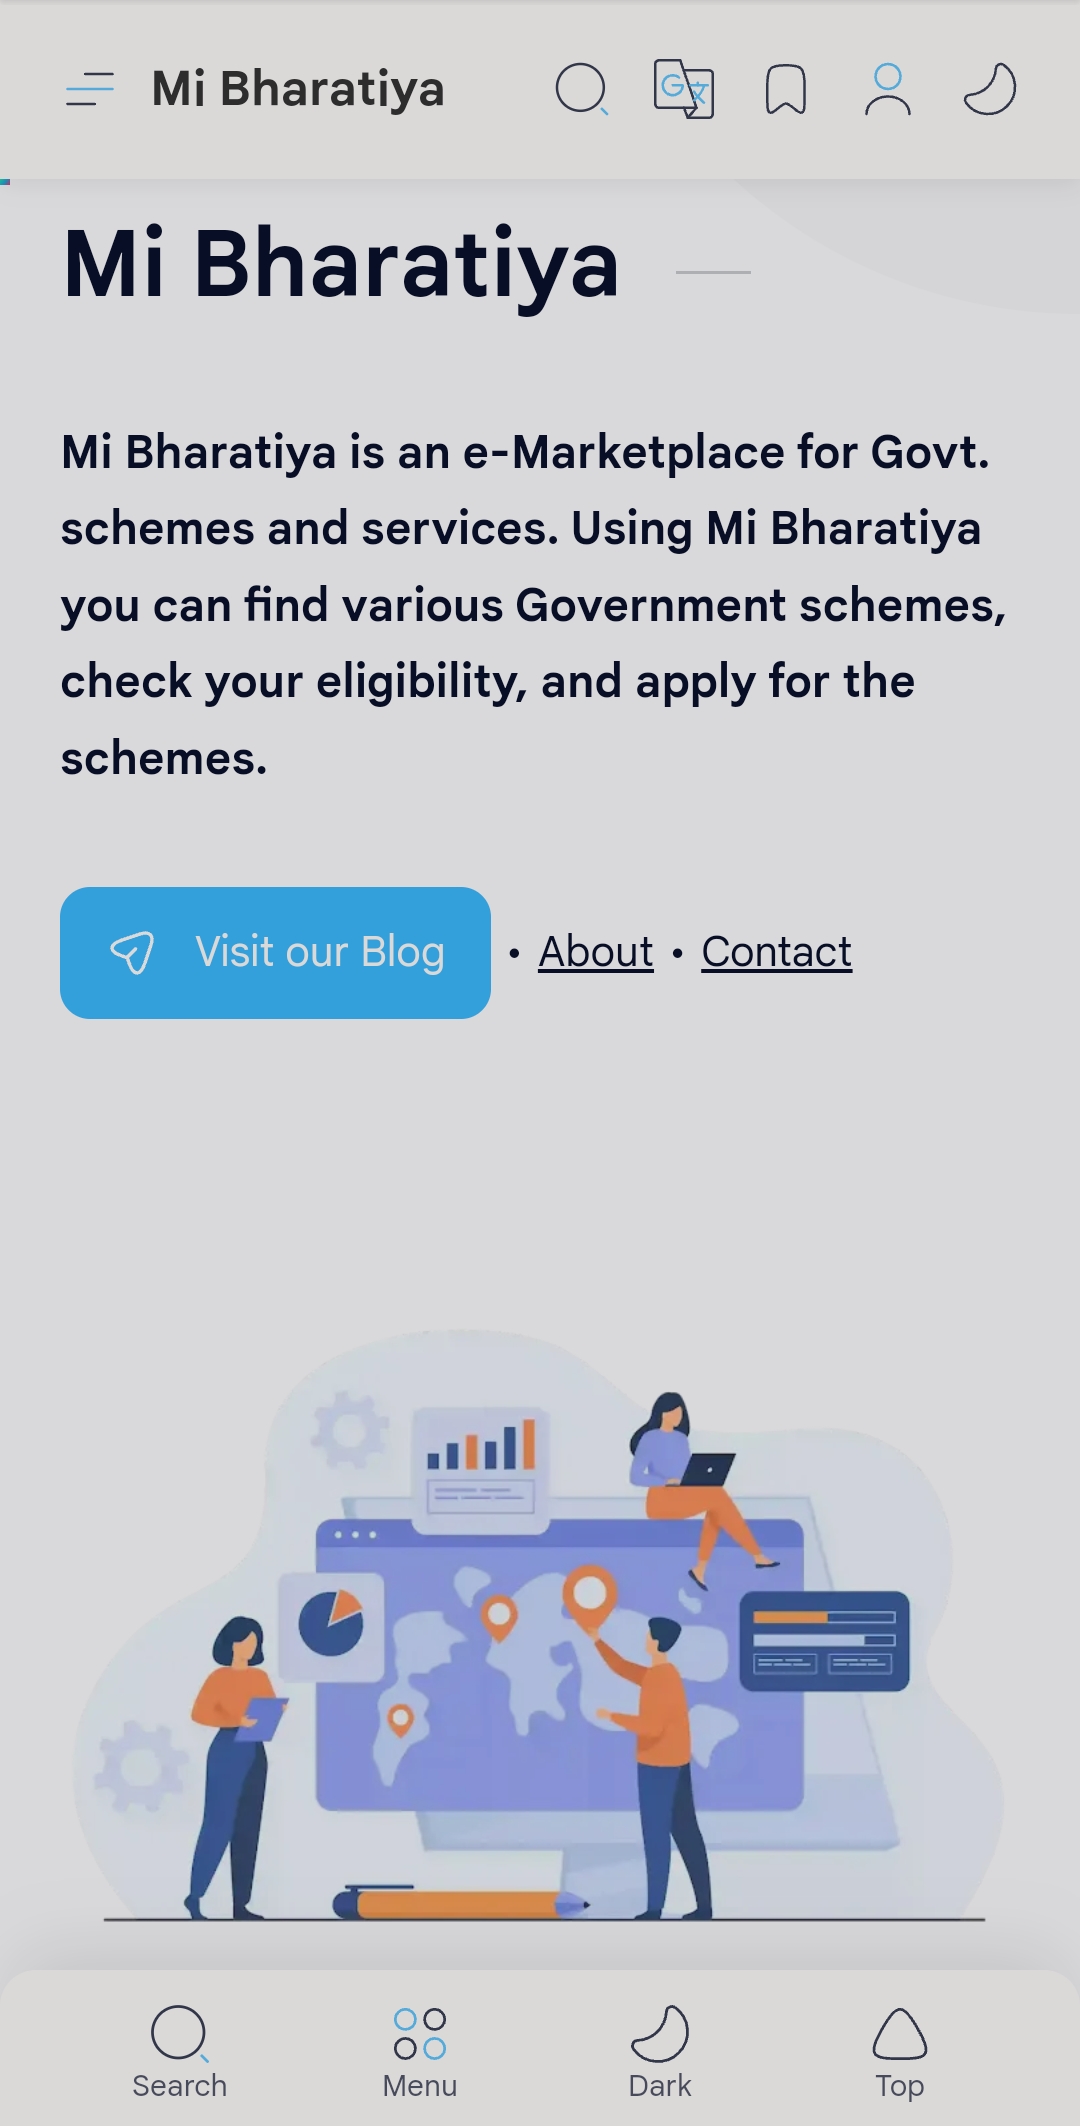 Mi Bharatiya
Mi Bharatiya
Mi Bharatiya is an e-Marketplace for Govt.
schemes and services. Using Mi Bharatiya
you can find various Government schemes,
check your eligibility, and apply for the
schemes.
Visit our Blog • About • Contact
Search Menu Dark Top